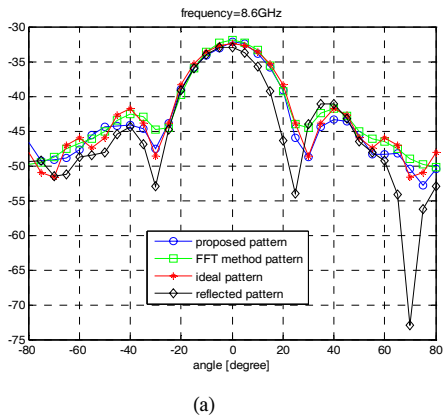 frequency=8.6GHz
-30
-35
-40
-45
-50
-55
-60
-65
-70
-75
proposed pattern
FFT method pattern
ideal pattern
reflected pattern
-80 -60 -40 -20 0 20 40 60 80
angle [degree]
(a)